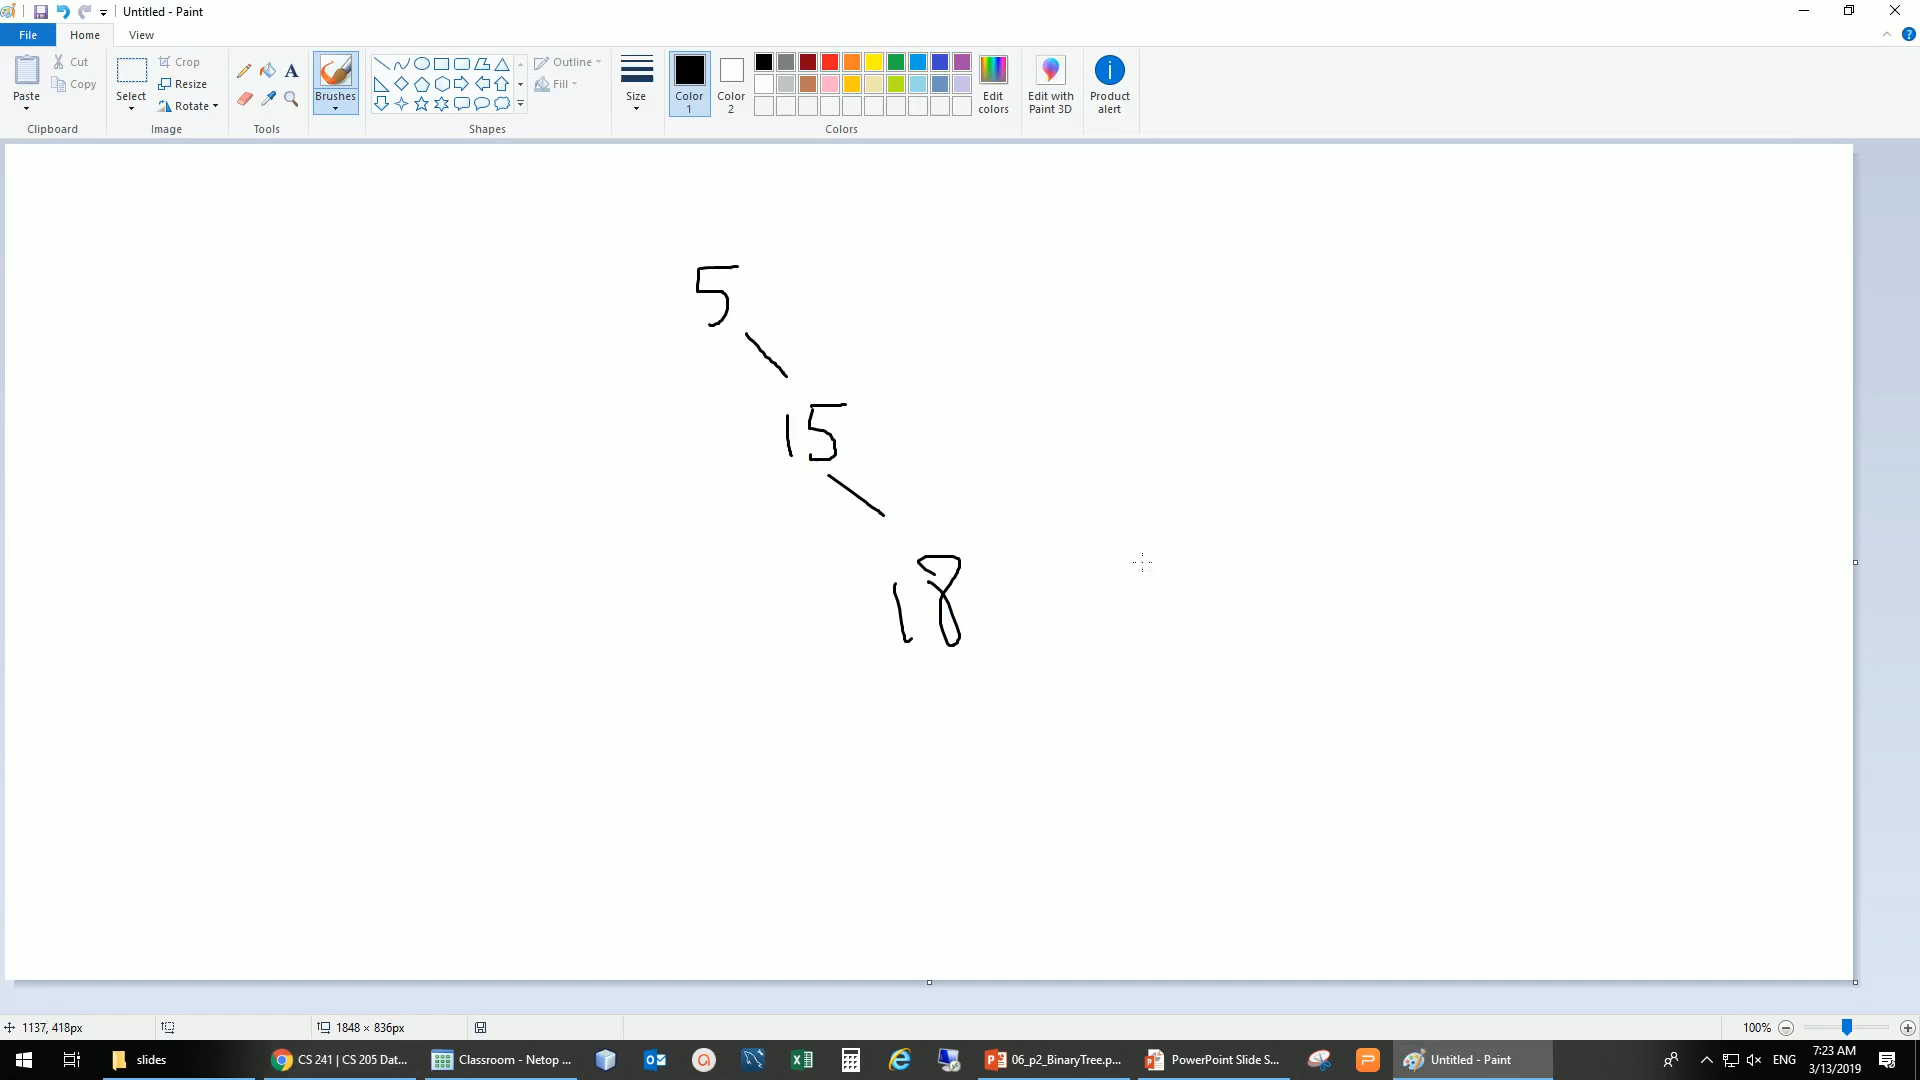 Untitled - Paint
File Home View
Paste
Cut
Copy
Clipboard
Select
Crop
Resize
Rotate
Image
A
Tools
Brushes
Shapes
Outline
Fill
Size
Color 1
Color 2
Edit colors
Colors
Edit with Paint 3D
Product alert
5
15
18
1137, 418px
1848 × 836px
100%
slides
CS 241 | CS 205 Dat...
Classroom - Netop ...
06_p2_BinaryTree.p...
PowerPoint Slide S...
Untitled - Paint
ENG
7:23 AM
3/13/2019